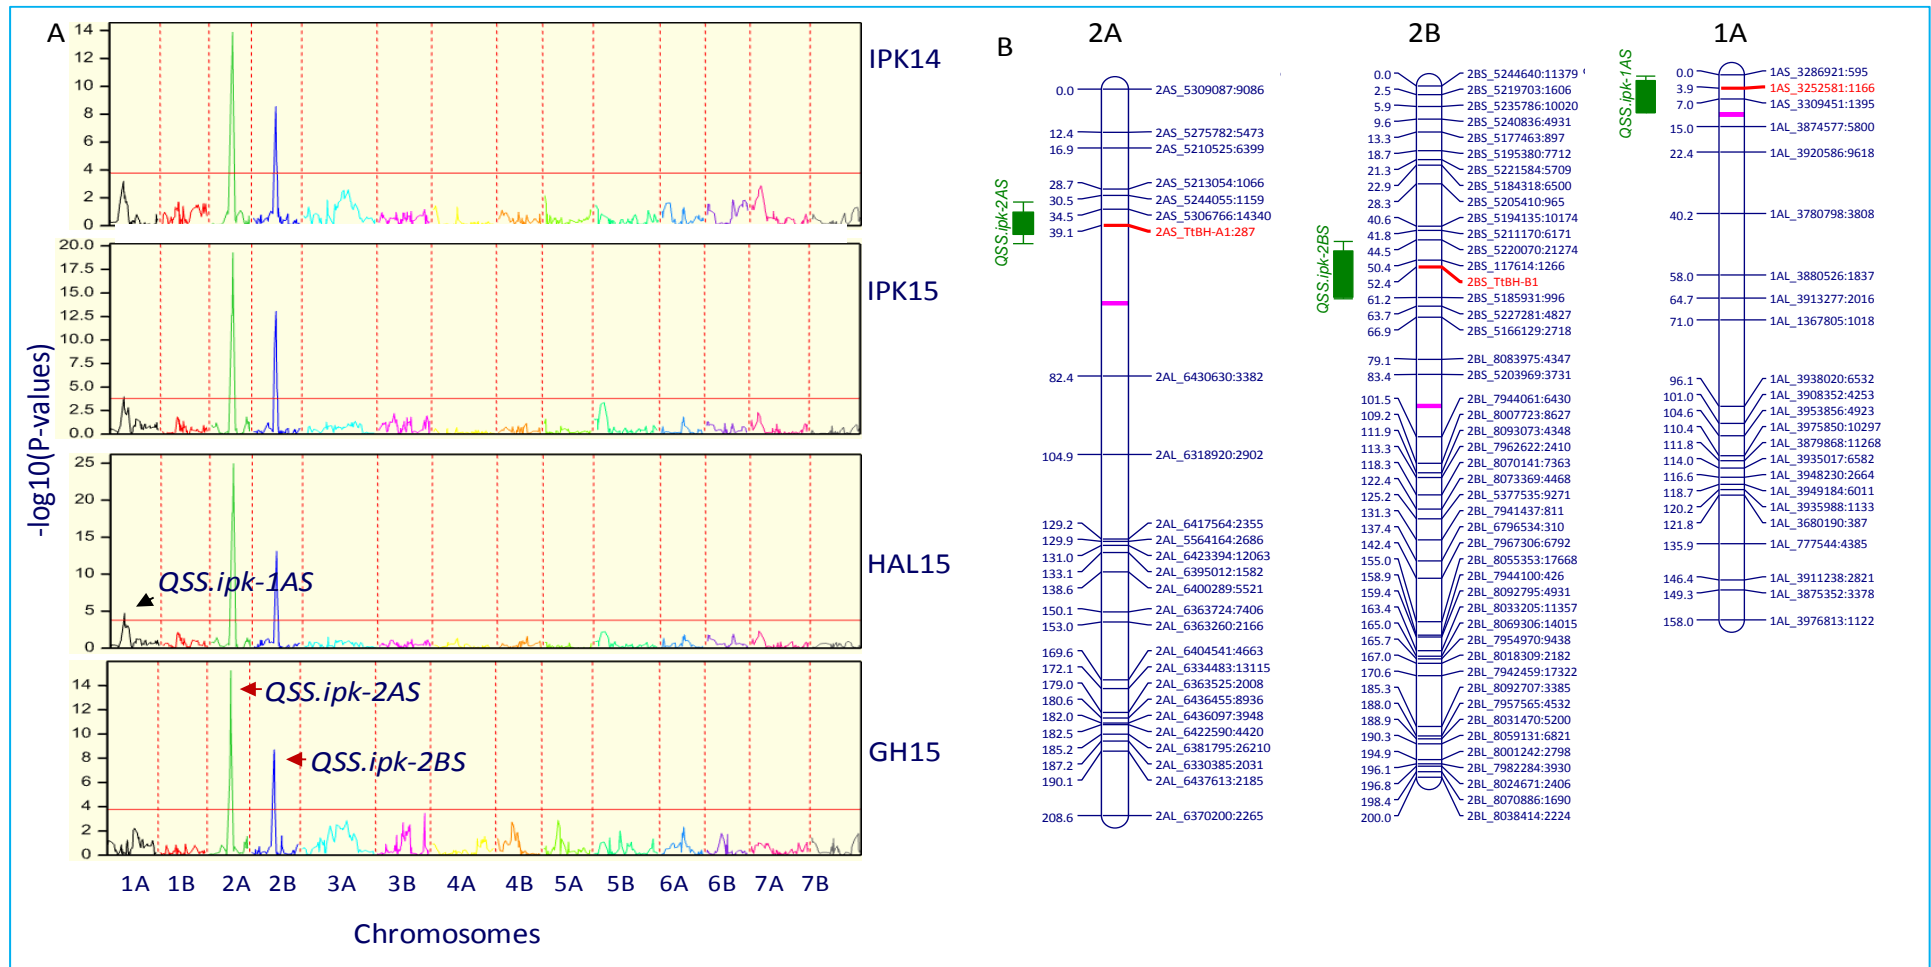 A
14
12
10
8
6
4
2
0
IPK14
20.0
17.5
15.0
12.5
10.0
7.5
5.0
2.5
0.0
IPK15
-log10(P-values)
25
20
15
10
5
0
HAL15
QSS.ipk-1AS
14
12
10
8
6
4
2
0
GH15
QSS.ipk-2AS
QSS.ipk-2BS
1A 1B 2A 2B 3A 3B 4A 4B 5A 5B 6A 6B 7A 7B
Chromosomes
B
2A
QSS.ipk-2AS
0.0 2AS_5309087:9086
12.4 2AS_5275782:5473
16.9 2AS_5210525:6399
28.7 2AS_5213054:1066
30.5 2AS_5244055:1159
34.5 2AS_5306766:14340
39.1 2AS_TtBH-A1:287
82.4 2AL_6430630:3382
104.9 2AL_6318920:2902
129.2 2AL_6417564:2355
129.9 2AL_5564164:2686
131.0 2AL_6423394:12063
133.1 2AL_6395012:1582
138.6 2AL_6400289:5521
150.1 2AL_6363724:7406
153.0 2AL_6363260:2166
169.6 2AL_6404541:4663
172.1 2AL_6334483:13115
179.0 2AL_6363525:2008
180.6 2AL_6436455:8936
182.0 2AL_6436097:3948
182.5 2AL_6422590:4420
185.2 2AL_6381795:26210
187.2 2AL_6330385:2031
190.1 2AL_6437613:2185
208.6 2AL_6370200:2265
2B
QSS.ipk-2BS
0.0 2BS_5244640:11379
2.5 2BS_5219703:1606
5.9 2BS_5235786:10020
9.6 2BS_5240836:4931
13.3 2BS_5177463:897
18.7 2BS_5195380:7712
21.3 2BS_5221584:5709
22.9 2BS_5184318:6500
28.3 2BS_5205410:965
40.6 2BS_5194135:10174
41.8 2BS_5211170:6171
44.5 2BS_5220070:21274
50.4 2BS_117614:1266
52.4 2BS_TtBH-B1
61.2 2BS_5185931:996
63.7 2BS_5227281:4827
66.9 2BS_5166129:2718
79.1 2BL_8083975:4347
83.4 2BS_5203969:3731
101.5 2BL_7944061:6430
109.2 2BL_8007723:8627
111.9 2BL_8093073:4348
113.3 2BL_7962622:2410
118.3 2BL_8070141:7363
122.4 2BL_8073369:4468
125.2 2BL_5377535:9271
131.3 2BL_7941437:811
137.4 2BL_6796534:310
142.4 2BL_7967306:6792
155.0 2BL_8055353:17668
158.9 2BL_7944100:426
159.4 2BL_8092795:4931
163.4 2BL_8033205:11357
165.0 2BL_8069306:14015
165.7 2BL_7954970:9438
167.0 2BL_8018309:2182
170.6 2BL_7942459:17322
185.3 2BL_8092707:3385
188.0 2BL_7957565:4532
188.9 2BL_8031470:5200
190.3 2BL_8059131:6821
194.9 2BL_8001242:2798
196.1 2BL_7982284:3930
196.8 2BL_8024671:2406
198.4 2BL_8070886:1690
200.0 2BL_8038414:2224
1A
QSS.ipk-1AS
0.0 1AS_3286921:595
3.9 1AS_3252581:1166
7.0 1AS_3309451:1395
15.0 1AL_3874577:5800
22.4 1AL_3920586:9618
40.2 1AL_3780798:3808
58.0 1AL_3880526:1837
64.7 1AL_3913277:2016
71.0 1AL_1367805:1018
96.1 1AL_3938020:6532
101.0 1AL_3908352:4253
104.6 1AL_3953856:4923
110.4 1AL_3975850:10297
111.8 1AL_3879868:11268
114.0 1AL_3935017:6582
116.6 1AL_3948230:2664
118.7 1AL_3949184:6011
120.2 1AL_3935988:1133
121.8 1AL_3680190:387
135.9 1AL_777544:4385
146.4 1AL_3911238:2821
149.3 1AL_3875352:3378
158.0 1AL_3976813:1122